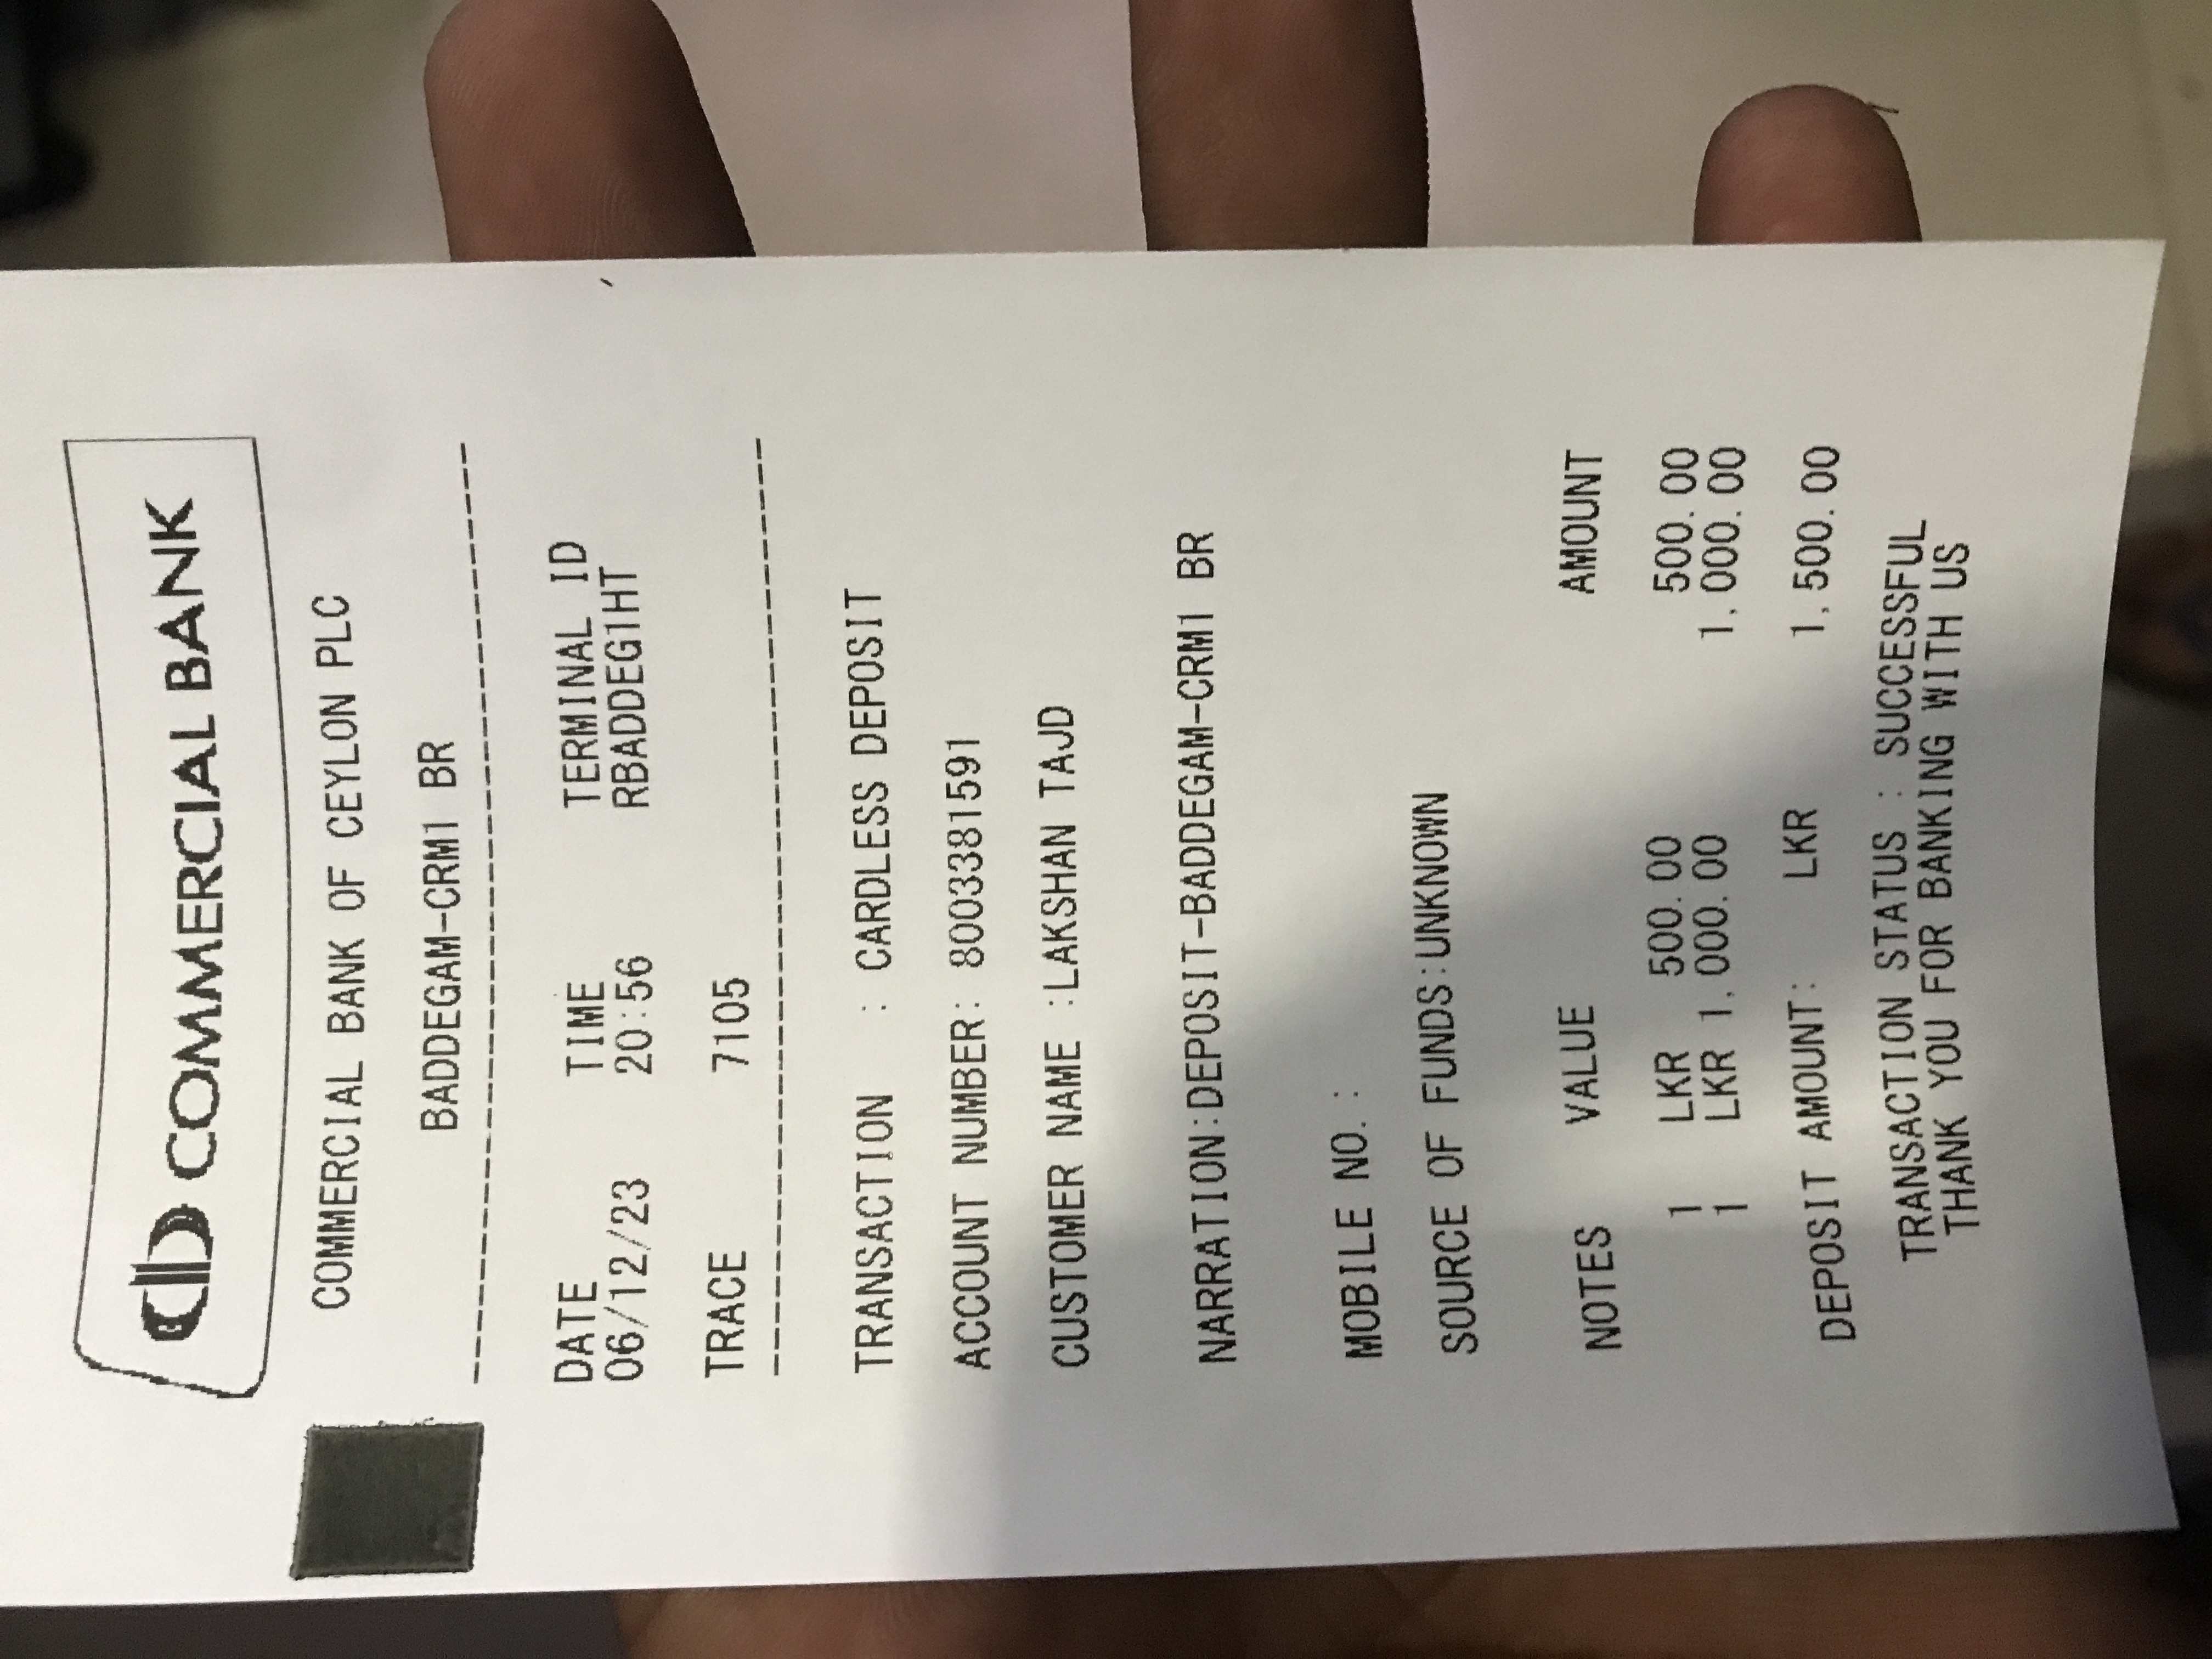 COMMERCIAL BANK
COMMERCIAL BANK OF CEYLON PLC
BADDEGAM-CRM1 BR
DATE TIME TERMINAL ID
06/12/23 20:56 RBADDEG1HT
TRACE 7105
TRANSACTION : CARDLESS DEPOSIT
ACCOUNT NUMBER: 8003381591
CUSTOMER NAME :LAKSHAN TAJD
NARRATION:DEPOSIT-BADDEGAM-CRM1 BR
MOBILE NO. :
SOURCE OF FUNDS:UNKNOWN
NOTES VALUE AMOUNT
1 LKR 500.00 500.00
1 LKR 1,000.00 1,000.00
DEPOSIT AMOUNT: LKR 1,500.00
TRANSACTION STATUS : SUCCESSFUL
THANK YOU FOR BANKING WITH US